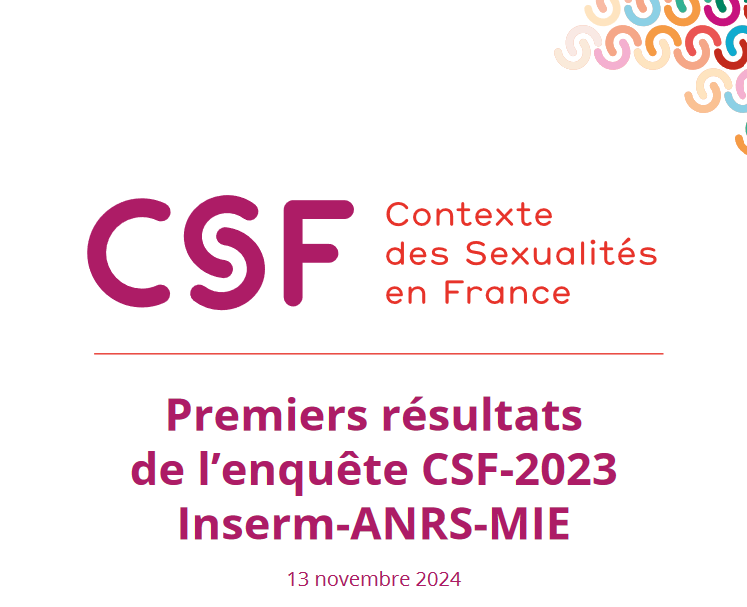 CSF
Contexte
des Sexualités
en France
Premiers résultats
de l’enquête CSF-2023
Inserm-ANRS-MIE
13 novembre 2024